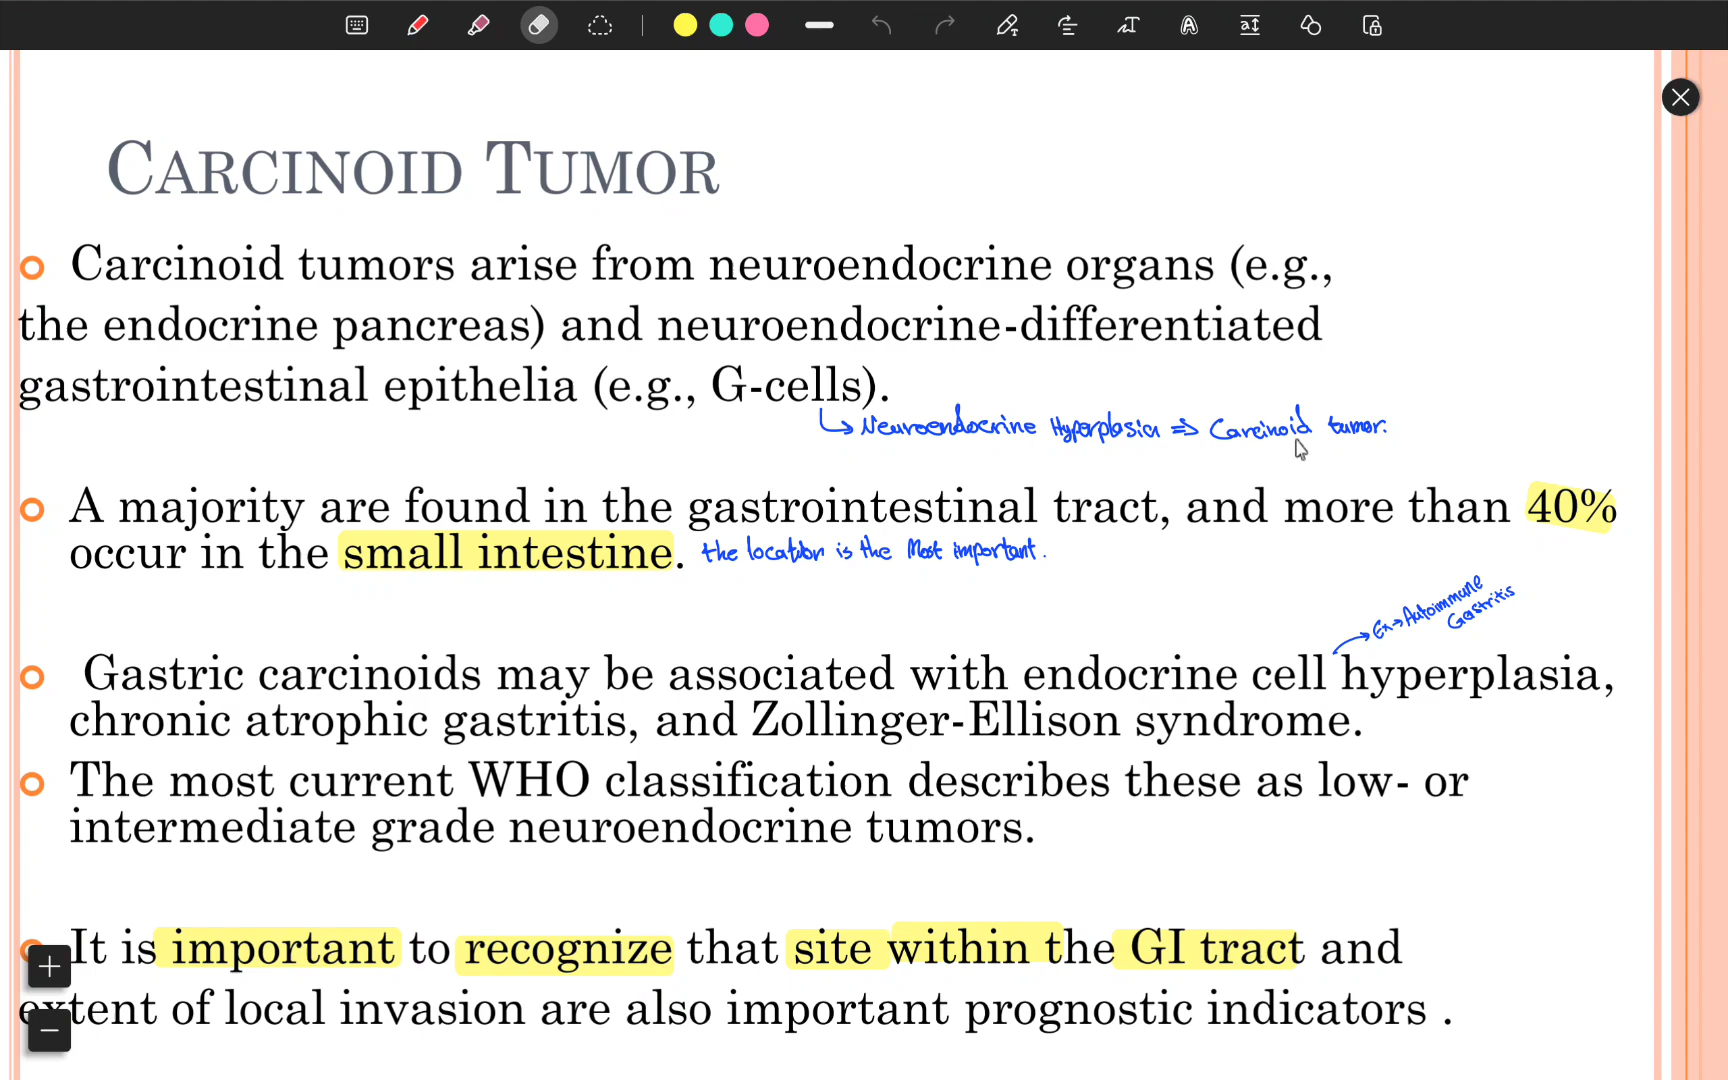 CARCINOID TUMOR
Carcinoid tumors arise from neuroendocrine organs (e.g.,
the endocrine pancreas) and neuroendocrine-differentiated
gastrointestinal epithelia (e.g., G-cells).
↳ Neuroendocrine Hyperplasia ⇒ Carcinoid tumor.
A majority are found in the gastrointestinal tract, and more than 40%
occur in the small intestine. the location is the Most important.
Ex→ Autoimmune
Gastritis
Gastric carcinoids may be associated with endocrine cell hyperplasia,
chronic atrophic gastritis, and Zollinger-Ellison syndrome.
The most current WHO classification describes these as low- or
intermediate grade neuroendocrine tumors.
It is important to recognize that site within the GI tract and
extent of local invasion are also important prognostic indicators .